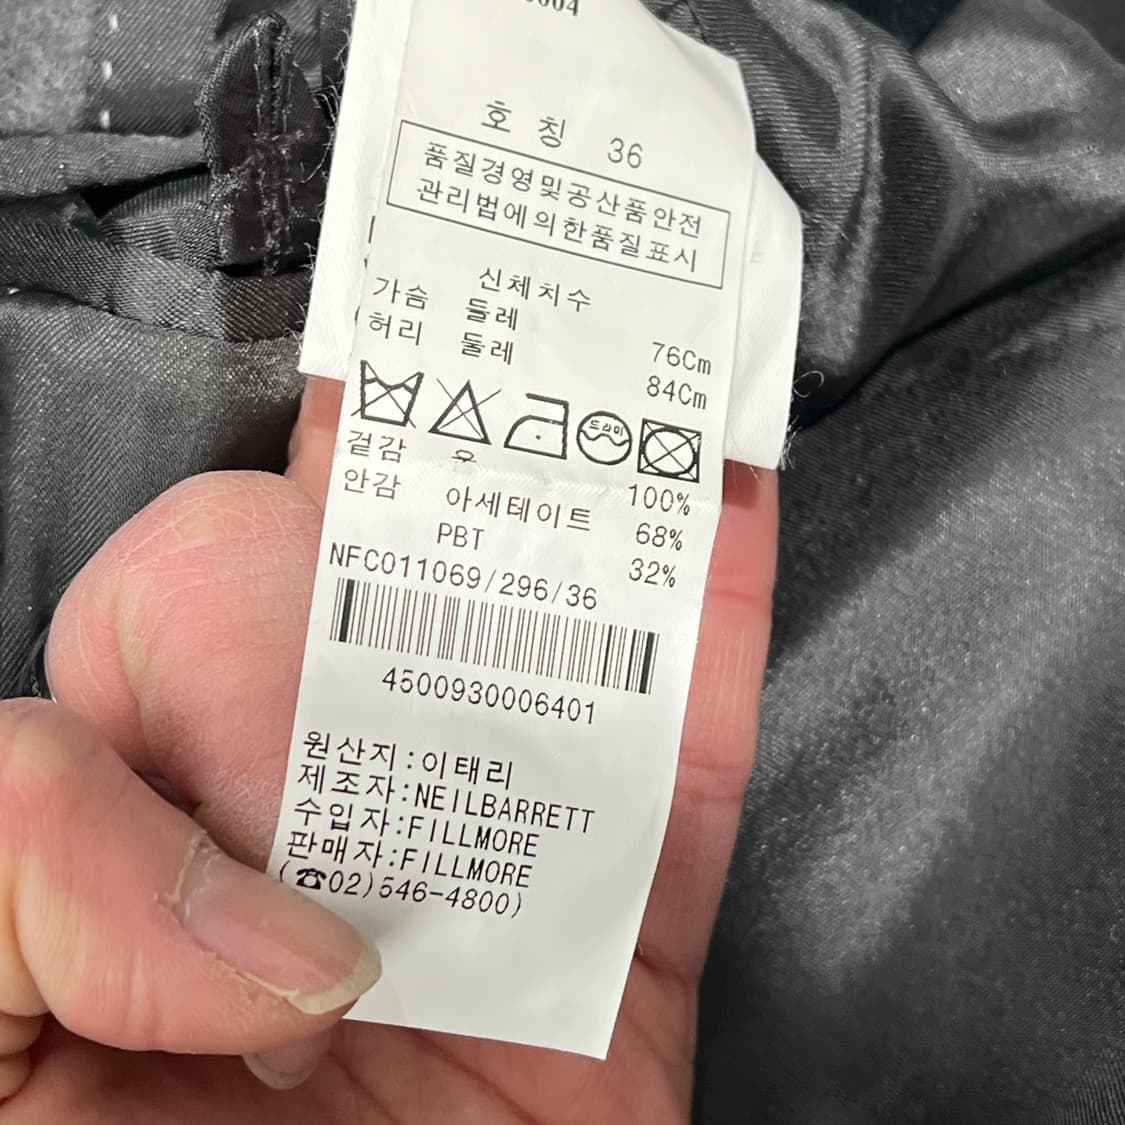 호칭 36
품질경영및공산품안전
관리법에의한품질표시
신체치수
가슴 둘레 76Cm
허리 둘레 84Cm
드라이
겉감 100%
안감 아세테이트 68%
PBT 32%
NFC011069/296/36
4500930006401
원산지:이태리
제조자:NEILBARRETT
수입자:FILLMORE
판매자:FILLMORE
(☎02)546-4800)